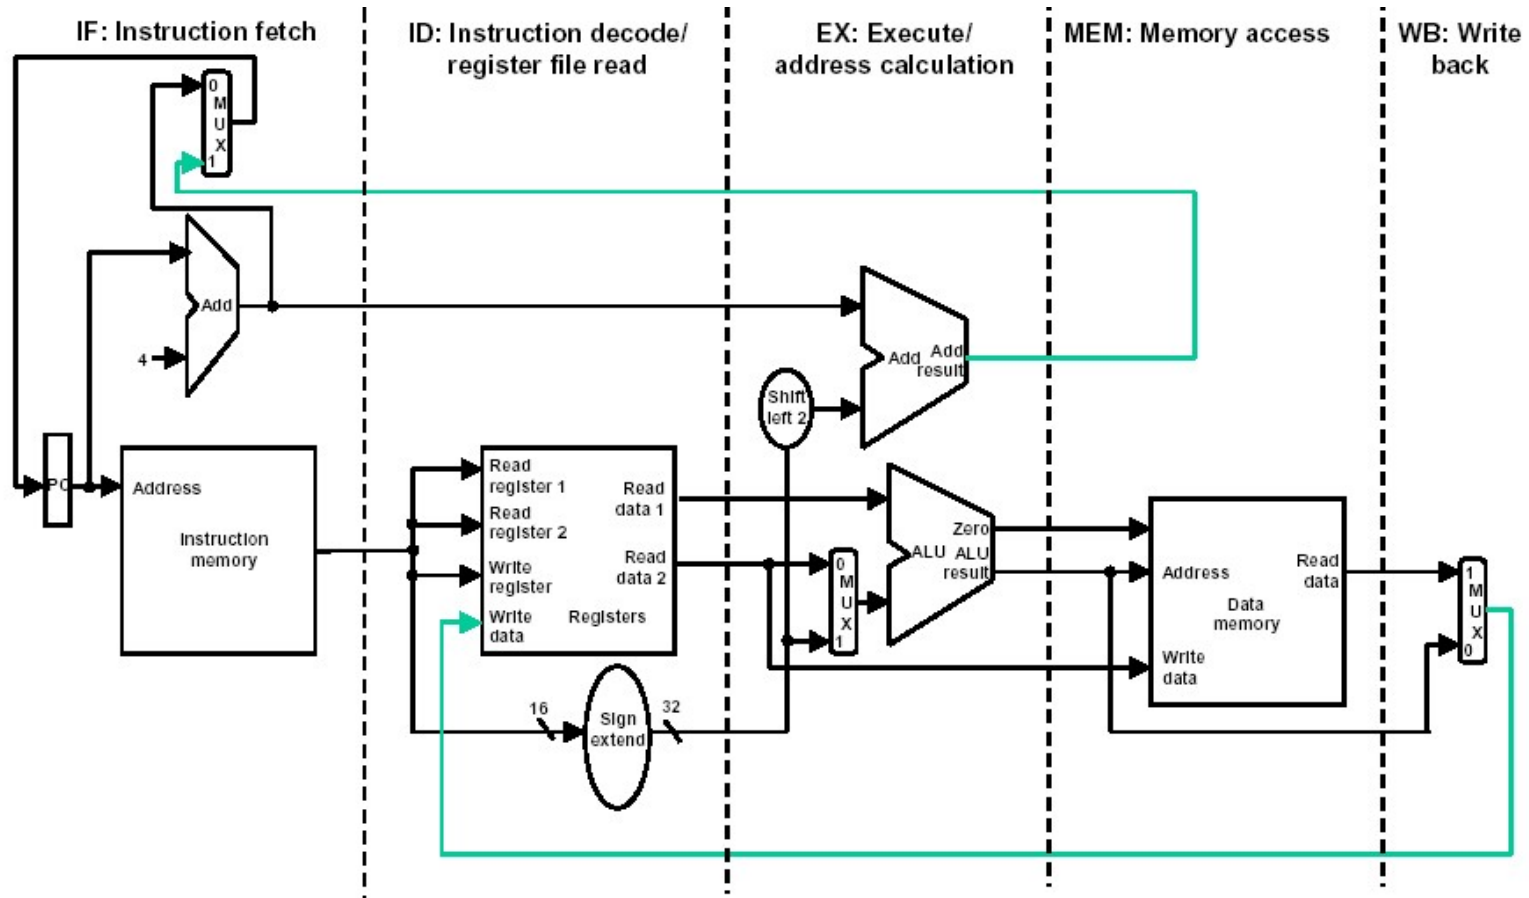 IF: Instruction fetch
ID: Instruction decode/
register file read
EX: Execute/
address calculation
MEM: Memory access
WB: Write
back
0
M
U
X
1
Add
4
PC
Address
Instruction
memory
Read
register 1
Read
register 2
Write
register
Write
data
Registers
Read
data 1
Read
data 2
16
Sign
extend
32
Shift
left 2
Add
Add
result
0
M
U
X
1
Zero
ALU
ALU
result
Address
Write
data
Data
memory
Read
data
1
M
U
X
0